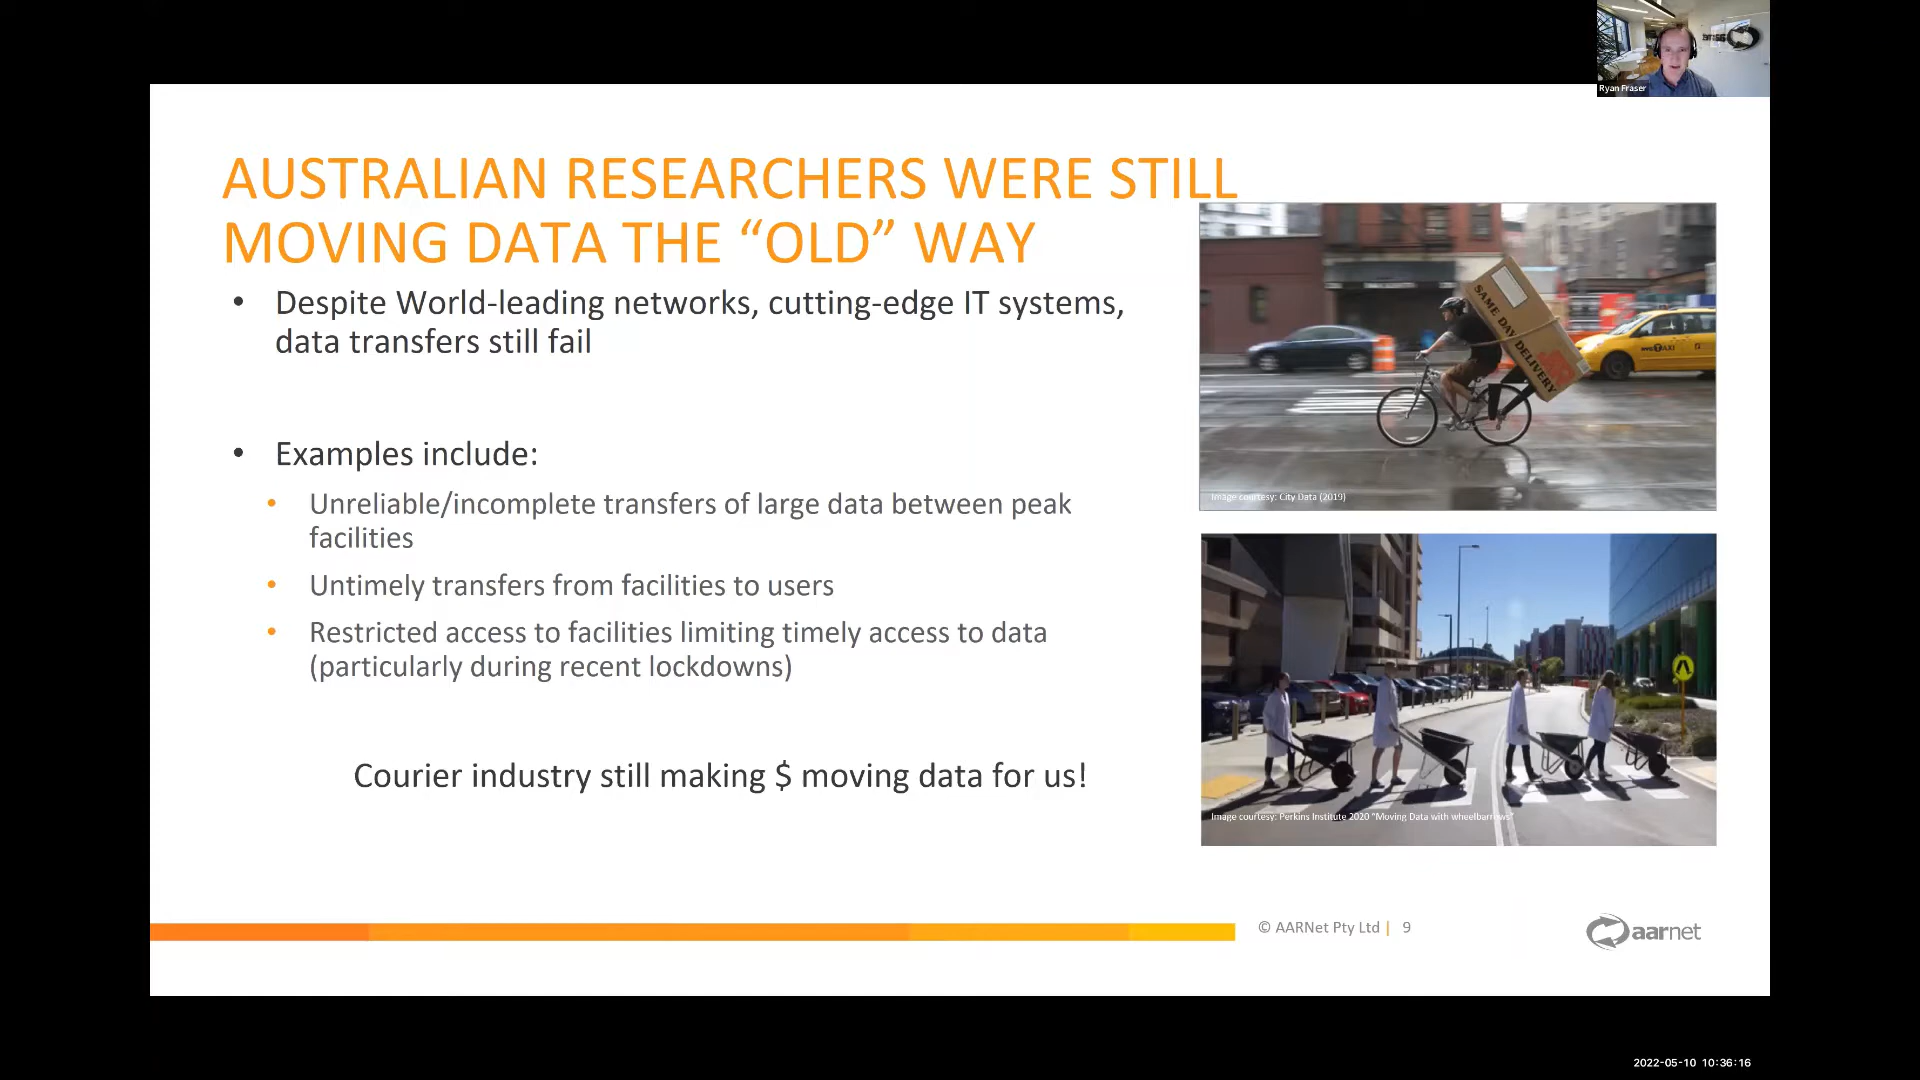 Ryan Fraser
AUSTRALIAN RESEARCHERS WERE STILL
MOVING DATA THE “OLD” WAY
• Despite World-leading networks, cutting-edge IT systems,
data transfers still fail
• Examples include:
• Unreliable/incomplete transfers of large data between peak
facilities
• Untimely transfers from facilities to users
• Restricted access to facilities limiting timely access to data
(particularly during recent lockdowns)
Courier industry still making $ moving data for us!
SAME DAY
DELIVERY
TAXI
Image courtesy: City Data (2019)
Image courtesy: Perkins Institute 2020 "Moving Data with wheelbarrows"
© AARNet Pty Ltd | 9
aarnet
2022-05-10 10:36:16